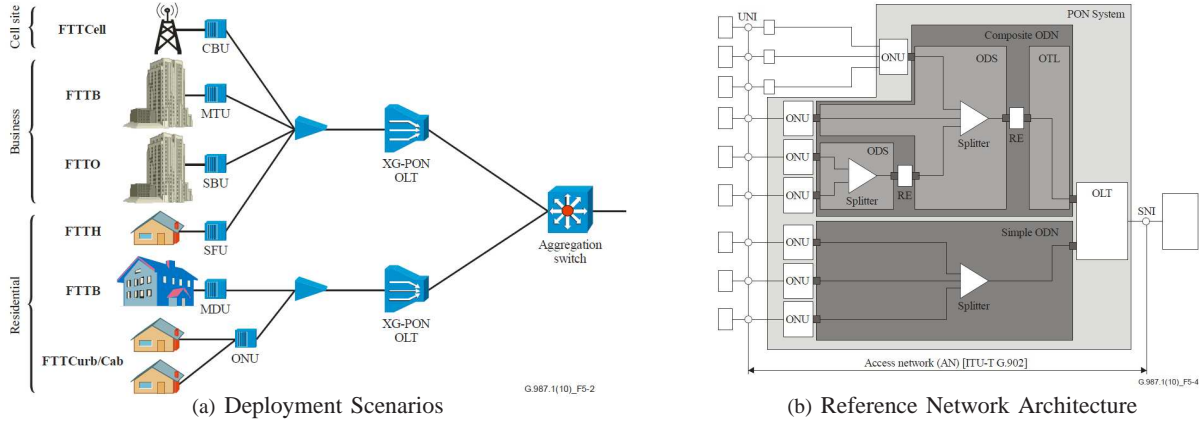 Cell site
FTTCell
CBU
Business
FTTB
MTU
FTTO
SBU
XG-PON
OLT
Residential
FTTH
SFU
Aggregation
switch
FTTB
MDU
XG-PON
OLT
FTTCurb/Cab
ONU
G.987.1(10)_F5-2
(a) Deployment Scenarios
UNI
PON System
Composite ODN
ONU
ODS
OTL
ONU
Splitter
RE
ONU
ODS
Splitter
RE
ONU
OLT
SNI
Simple ODN
ONU
ONU
Splitter
ONU
Access network (AN) [ITU-T G.902]
G.987.1(10)_F5-4
(b) Reference Network Architecture